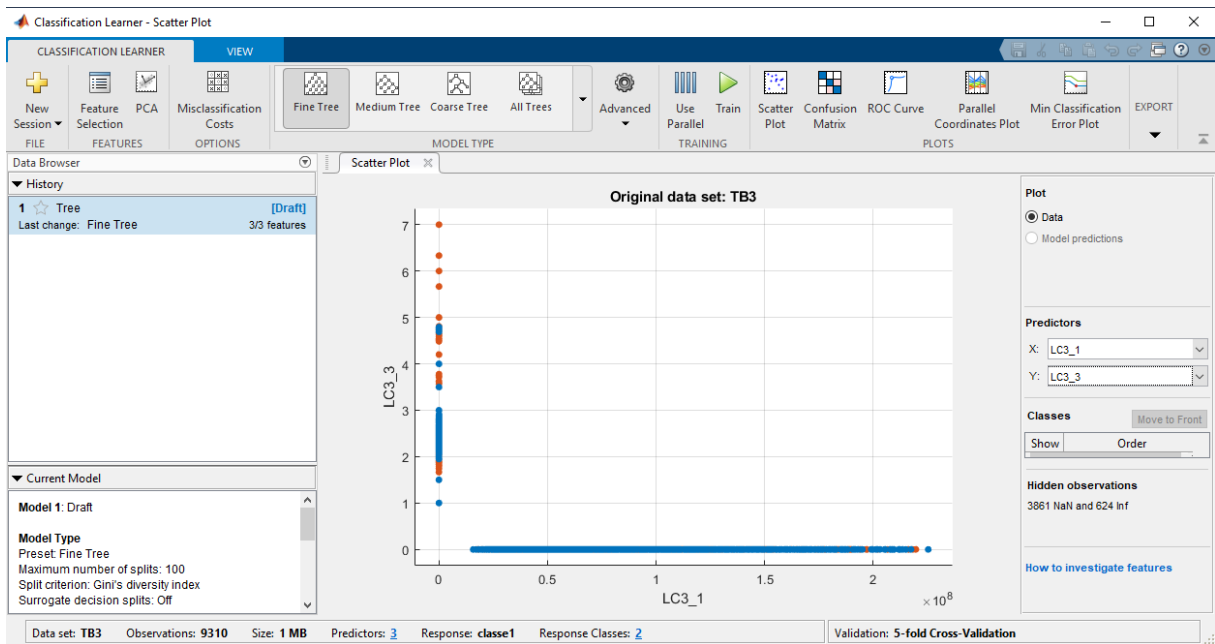 Classification Learner - Scatter Plot
CLASSIFICATION LEARNER VIEW
New Session Feature Selection PCA Misclassification Costs Fine Tree Medium Tree Coarse Tree All Trees Advanced Use Parallel Train Scatter Plot Confusion Matrix ROC Curve Parallel Coordinates Plot Min Classification Error Plot EXPORT
FILE FEATURES OPTIONS MODEL TYPE TRAINING PLOTS
Data Browser
History
1 Tree [Draft]
Last change: Fine Tree 3/3 features
Current Model
Model 1: Draft
Model Type
Preset: Fine Tree
Maximum number of splits: 100
Split criterion: Gini's diversity index
Surrogate decision splits: Off
Scatter Plot
Original data set: TB3
7
6
5
4
3
2
1
0
LC3_3
0 0.5 1 1.5 2
LC3_1
×10^8
Plot
Data
Model predictions
Predictors
X: LC3_1
Y: LC3_3
Classes Move to Front
Show Order
Hidden observations
3861 NaN and 624 Inf
How to investigate features
Data set: TB3 Observations: 9310 Size: 1 MB Predictors: 3 Response: classe1 Response Classes: 2 Validation: 5-fold Cross-Validation